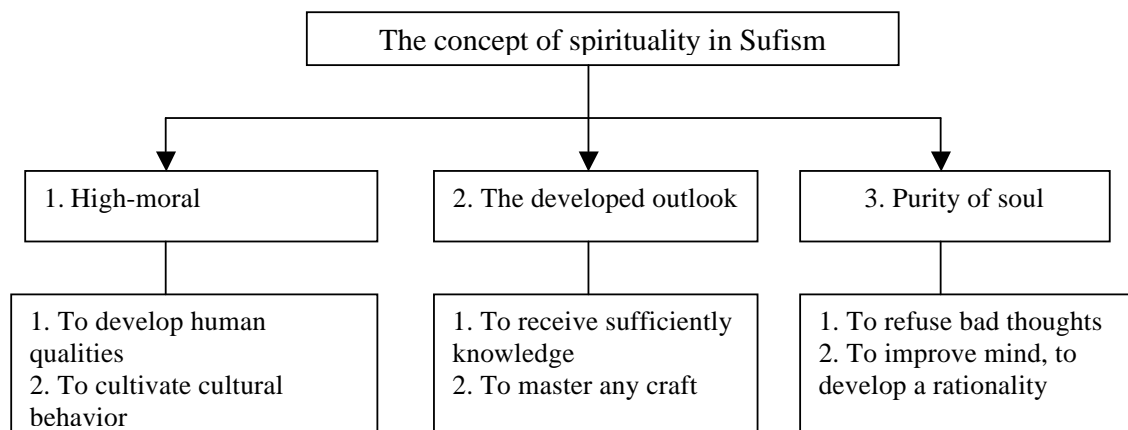 The concept of spirituality in Sufism
1. High-moral
2. The developed outlook
3. Purity of soul
1. To develop human
qualities
2. To cultivate cultural
behavior
1. To receive sufficiently
knowledge
2. To master any craft
1. To refuse bad thoughts
2. To improve mind, to
develop a rationality